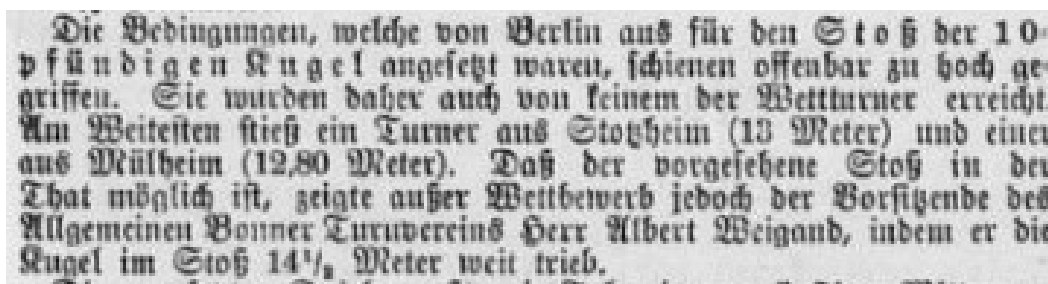 Die Bedingungen, welche von Berlin aus für den Stoß der 10-
pfündigen Kugel angesetzt waren, schienen offenbar zu hoch ge-
griffen. Sie wurden daher auch von keinem der Wettturner erreicht.
Am Weitesten stieß ein Turner aus Stotzheim (13 Meter) und einer
aus Mülheim (12,80 Meter). Daß der vorgesehene Stoß in der
That möglich ist, zeigte außer Wettbewerb jedoch der Vorsitzende des
Allgemeinen Bonner Turnvereins Herr Albert Weigand, indem er die
Kugel im Stoß 14¹/₂ Meter weit trieb.